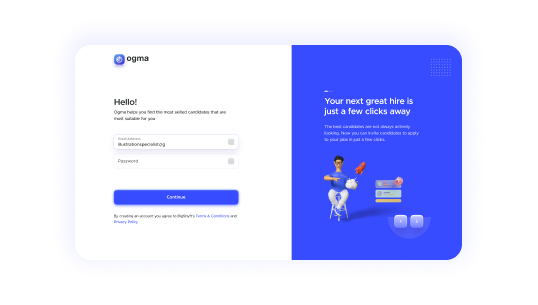 ogma
Hello!
Ogma helps you find the most skilled candidates that are
most suitable for you
Email Address
Illustrationspecialist@g
Password
Continue
By creating an account you agree to
Terms & Conditions and
Privacy Policy
Your next great hire is
just a few clicks away
The best candidates are not always actively
looking. Now you can invite candidates to apply
to your jobs in just a few clicks.